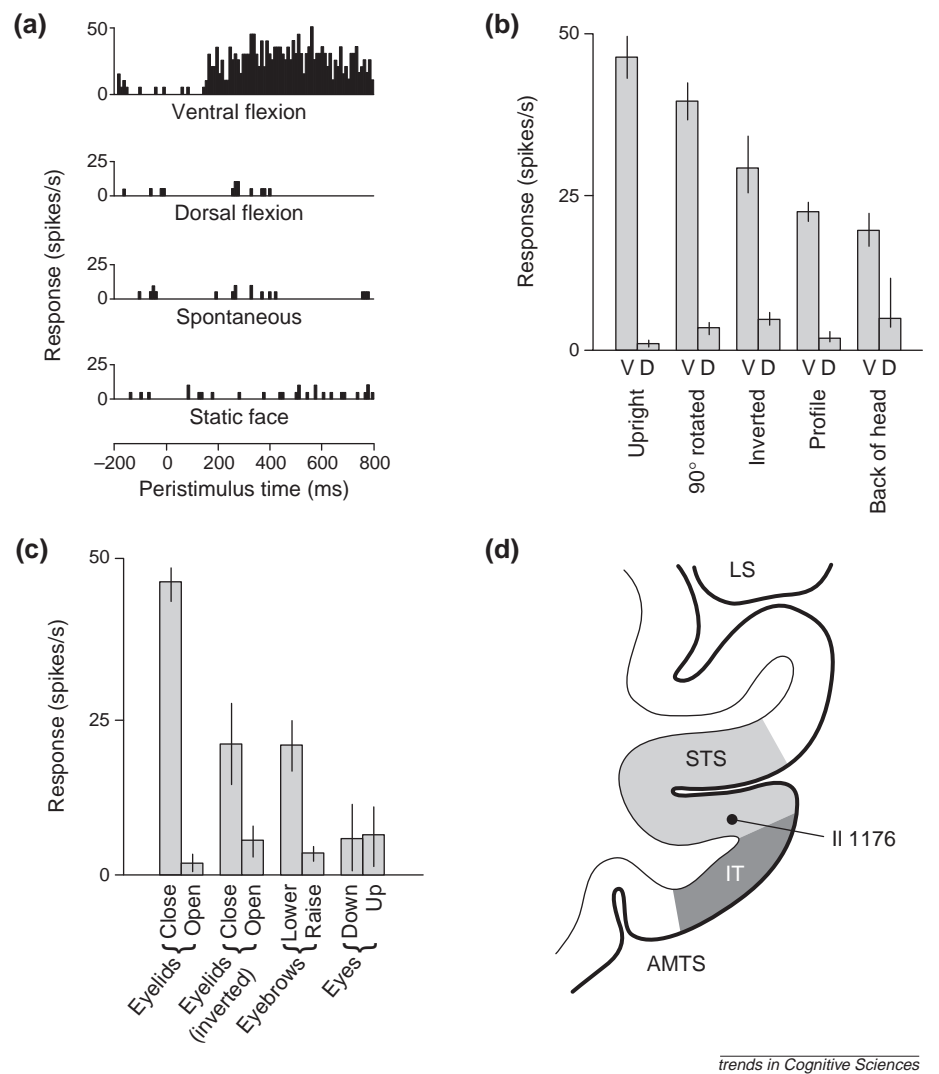 (a)
Response (spikes/s)
50
0
Ventral flexion
25
0
Dorsal flexion
25
0
Spontaneous
25
0
Static face
–200 0 200 400 600 800
Peristimulus time (ms)
(b)
Response (spikes/s)
50
25
0
V D V D V D V D V D
Upright
90° rotated
Inverted
Profile
Back of head
(c)
Response (spikes/s)
50
25
0
Close
Open
Close
Open
Lower
Raise
Down
Up
Eyelids {
Eyelids {
(inverted)
Eyebrows {
Eyes {
(d)
LS
STS
II 1176
IT
AMTS
trends in Cognitive Sciences